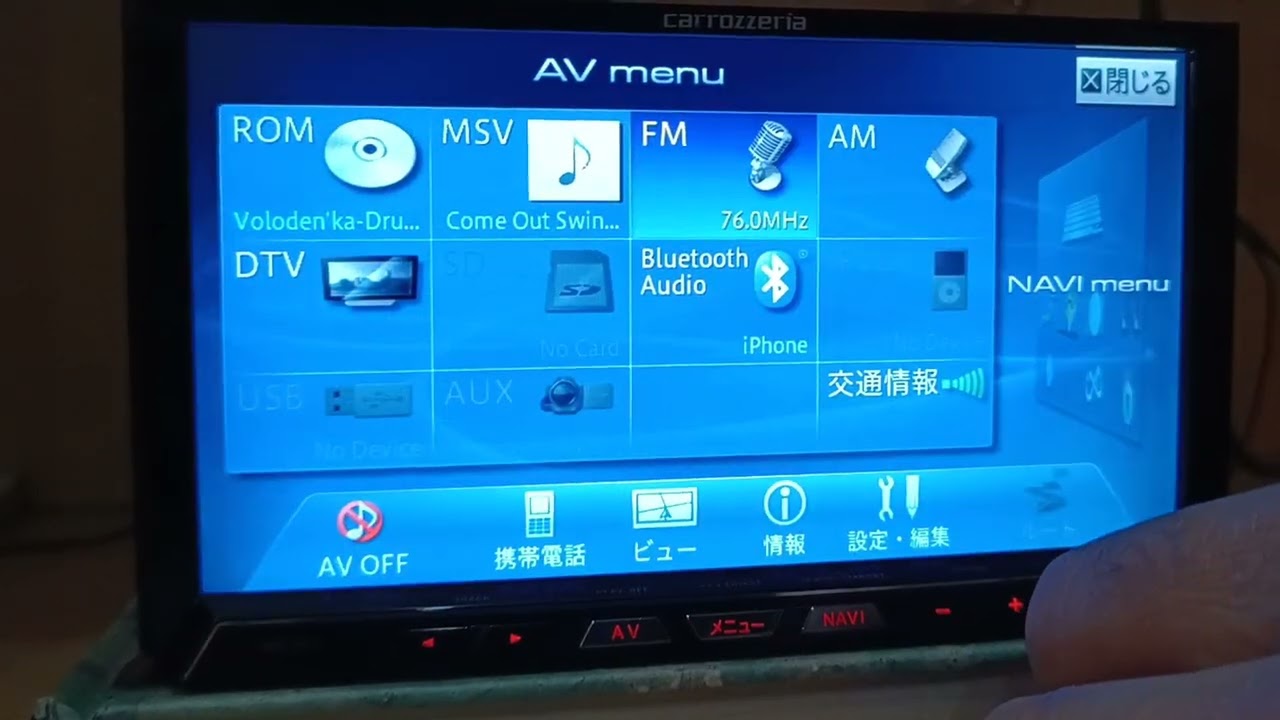 carrozzeria
AV menu
閉じる
ROM
Voloden'ka-Dru...
MSV
Come Out Swin...
FM
76.0MHz
AM
DTV
SD
No Card
Bluetooth
Audio
iPhone
NAVI menu
USB
No Device
AUX
交通情報
AV OFF
携帯電話
ビュー
情報
設定・編集
AV
メニュー
NAVI